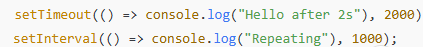 setTimeout(() => console.log("Hello after 2s"), 2000)
setInterval(() => console.log("Repeating"), 1000);